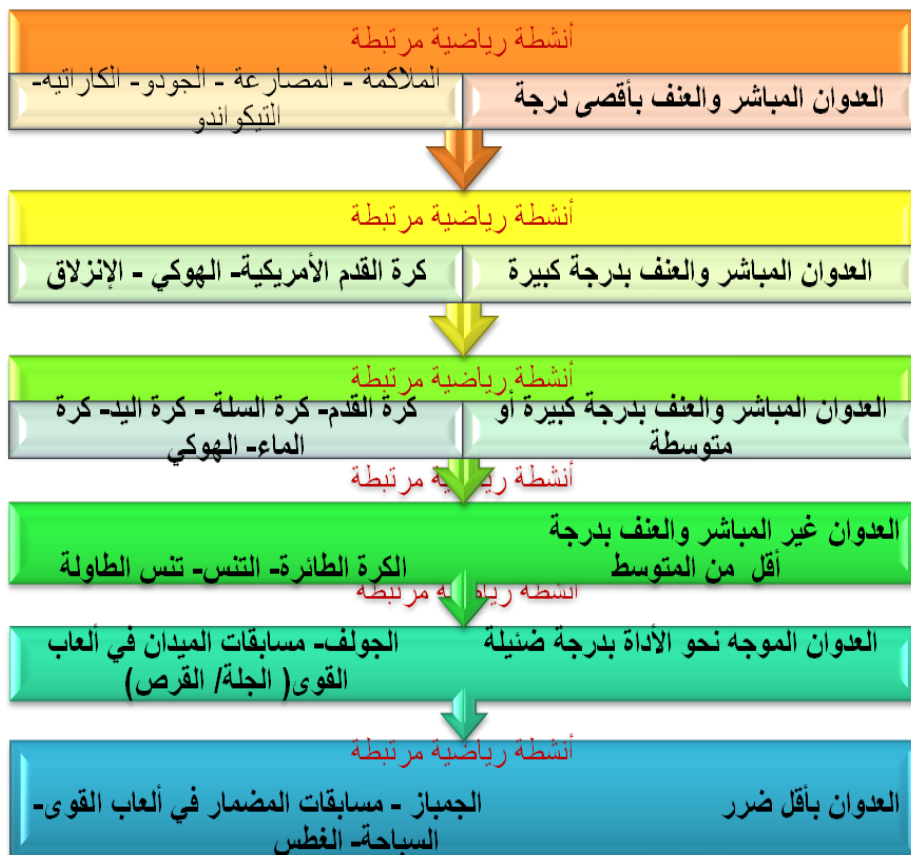 أنشطة رياضية مرتبطة
العدوان المباشر والعنف بأقصى درجة
الملاكمة - المصارعة - الجودو- الكاراتيه-
التيكواندو
أنشطة رياضية مرتبطة
العدوان المباشر والعنف بدرجة كبيرة
كرة القدم الأمريكية- الهوكي - الإنزلاق
أنشطة رياضية مرتبطة
العدوان المباشر والعنف بدرجة كبيرة أو
متوسطة
كرة القدم- كرة السلة - كرة اليد- كرة
الماء- الهوكي
أنشطة رياضية مرتبطة
العدوان غير المباشر والعنف بدرجة
أقل من المتوسط
الكرة الطائرة- التنس- تنس الطاولة
أنشطة رياضية مرتبطة
العدوان الموجه نحو الأداة بدرجة ضئيلة
الجولف- مسابقات الميدان في ألعاب
القوى( الجلة/ القرص)
أنشطة رياضية مرتبطة
العدوان بأقل ضرر
الجمباز - مسابقات المضمار في ألعاب القوى-
السباحة- الغطس